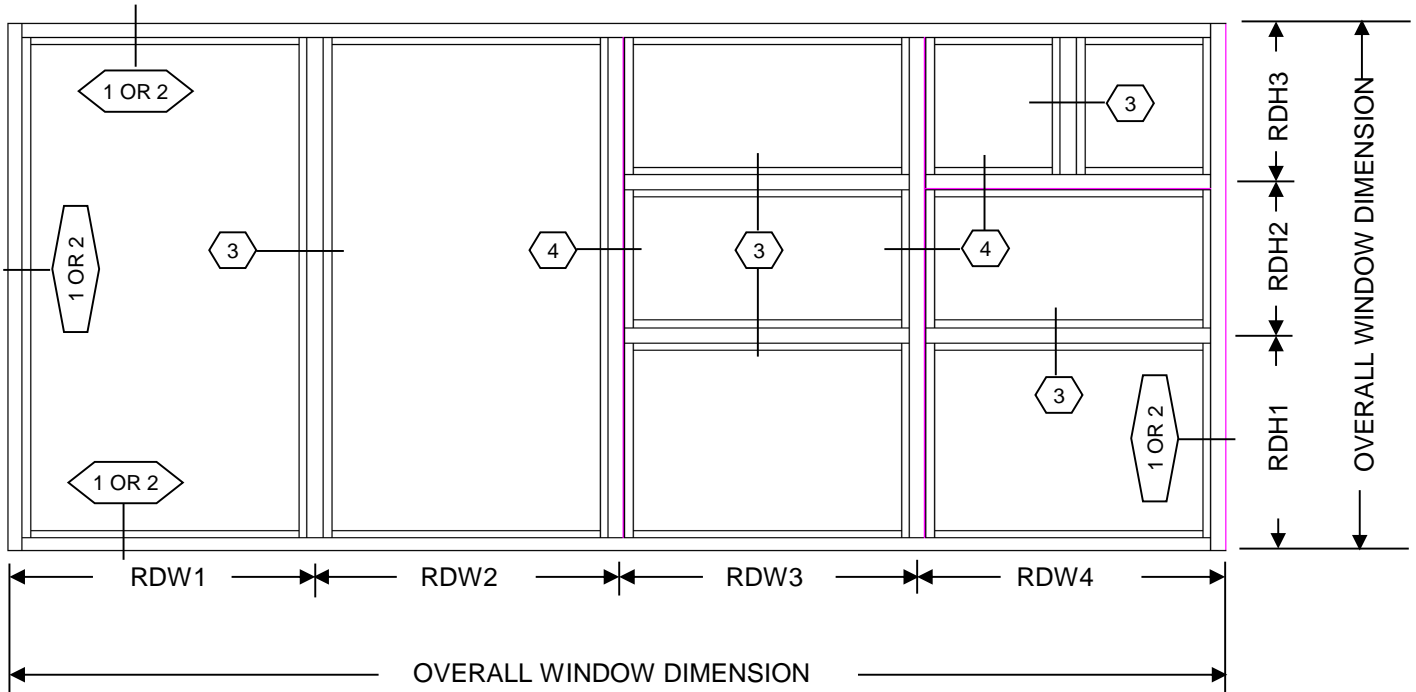 1 OR 2
3
1 OR 2
3
4
3
4
3
1 OR 2
1 OR 2
RDH3
RDH2
RDH1
OVERALL WINDOW DIMENSION
RDW1
RDW2
RDW3
RDW4
OVERALL WINDOW DIMENSION